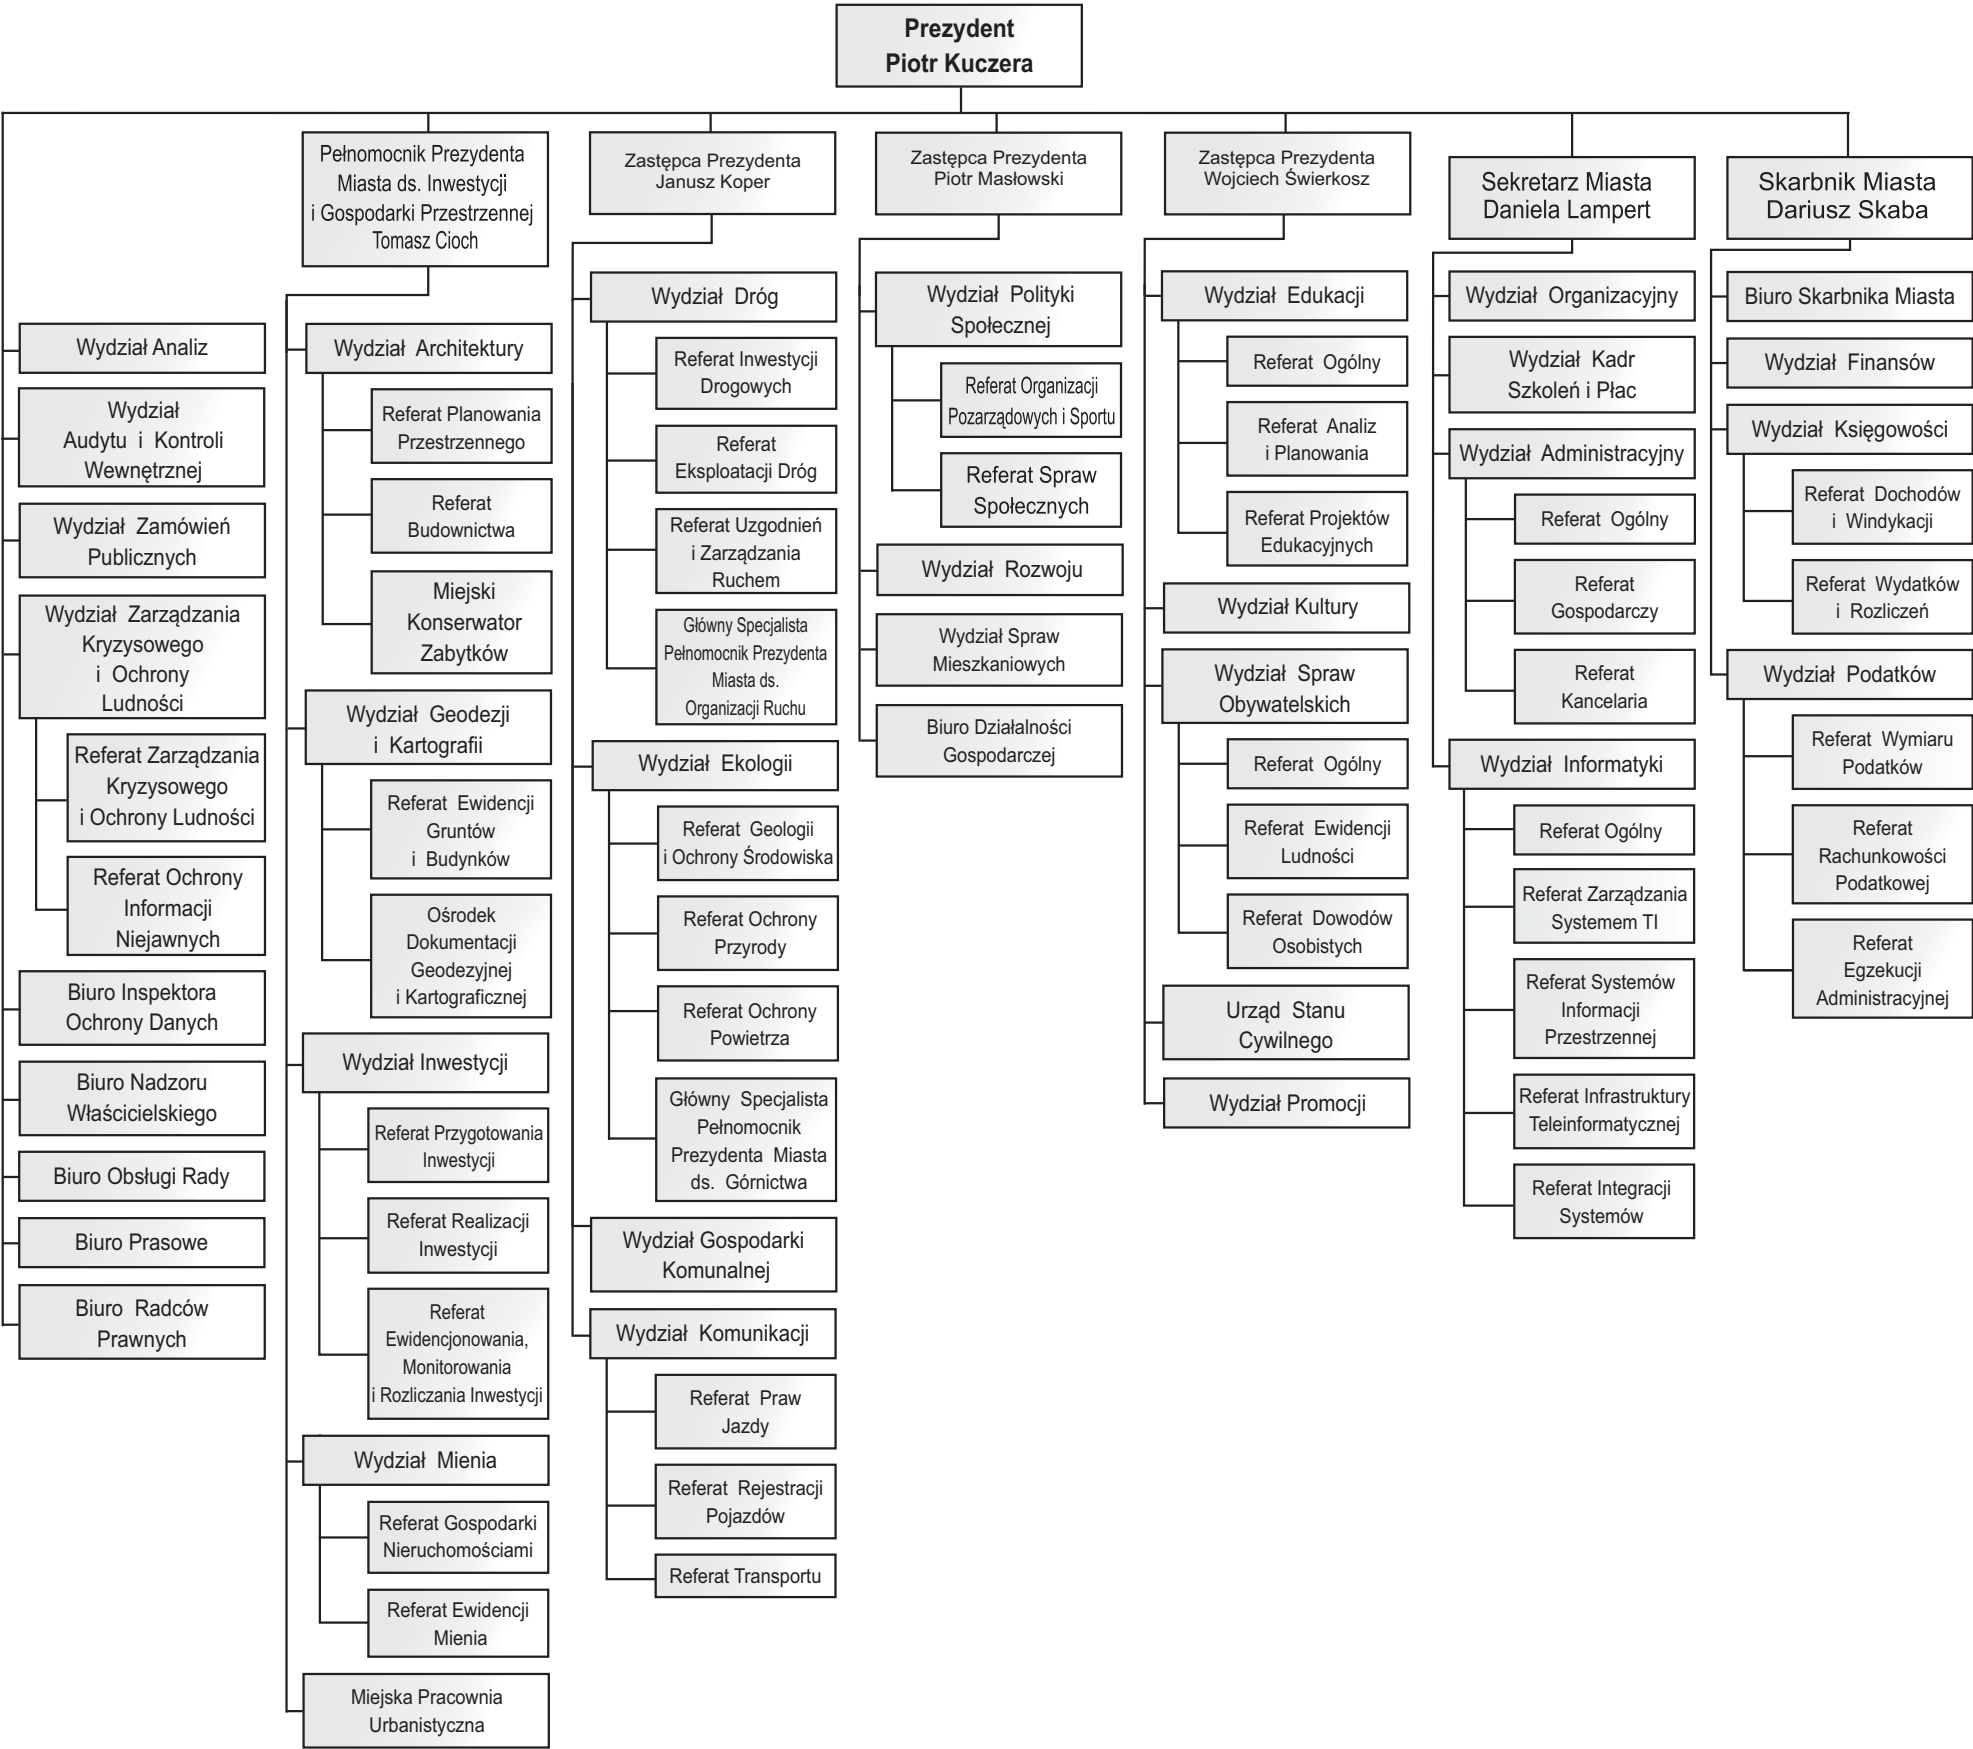 Prezydent
Piotr Kuczera
Wydział Analiz
Wydział
Audytu i Kontroli
Wewnętrznej
Wydział Zamówień
Publicznych
Wydział Zarządzania
Kryzysowego
i Ochrony
Ludności
Referat Zarządzania
Kryzysowego
i Ochrony Ludności
Referat Ochrony
Informacji
Niejawnych
Biuro Inspektora
Ochrony Danych
Biuro Nadzoru
Właścicielskiego
Biuro Obsługi Rady
Biuro Prasowe
Biuro Radców
Prawnych
Pełnomocnik Prezydenta
Miasta ds. Inwestycji
i Gospodarki Przestrzennej
Tomasz Cioch
Wydział Architektury
Referat Planowania
Przestrzennego
Referat
Budownictwa
Miejski
Konserwator
Zabytków
Wydział Geodezji
i Kartografii
Referat Ewidencji
Gruntów
i Budynków
Ośrodek
Dokumentacji
Geodezyjnej
i Kartograficznej
Wydział Inwestycji
Referat Przygotowania
Inwestycji
Referat Realizacji
Inwestycji
Referat
Ewidencjonowania,
Monitorowania
i Rozliczania Inwestycji
Wydział Mienia
Referat Gospodarki
Nieruchomościami
Referat Ewidencji
Mienia
Miejska Pracownia
Urbanistyczna
Zastępca Prezydenta
Janusz Koper
Wydział Dróg
Referat Inwestycji
Drogowych
Referat
Eksploatacji Dróg
Referat Uzgodnień
i Zarządzania
Ruchem
Główny Specjalista
Pełnomocnik Prezydenta
Miasta ds.
Organizacji Ruchu
Wydział Ekologii
Referat Geologii
i Ochrony Środowiska
Referat Ochrony
Przyrody
Referat Ochrony
Powietrza
Główny Specjalista
Pełnomocnik
Prezydenta Miasta
ds. Górnictwa
Wydział Gospodarki
Komunalnej
Wydział Komunikacji
Referat Praw
Jazdy
Referat Rejestracji
Pojazdów
Referat Transportu
Zastępca Prezydenta
Piotr Masłowski
Wydział Polityki
Społecznej
Referat Organizacji
Pozarządowych i Sportu
Referat Spraw
Społecznych
Wydział Rozwoju
Wydział Spraw
Mieszkaniowych
Biuro Działalności
Gospodarczej
Zastępca Prezydenta
Wojciech Świerkosz
Wydział Edukacji
Referat Ogólny
Referat Analiz
i Planowania
Referat Projektów
Edukacyjnych
Wydział Kultury
Wydział Spraw
Obywatelskich
Referat Ogólny
Referat Ewidencji
Ludności
Referat Dowodów
Osobistych
Urząd Stanu
Cywilnego
Wydział Promocji
Sekretarz Miasta
Daniela Lampert
Wydział Organizacyjny
Wydział Kadr
Szkoleń i Płac
Wydział Administracyjny
Referat Ogólny
Referat
Gospodarczy
Referat
Kancelaria
Wydział Informatyki
Referat Ogólny
Referat Zarządzania
Systemem TI
Referat Systemów
Informacji
Przestrzennej
Referat Infrastruktury
Teleinformatycznej
Referat Integracji
Systemów
Skarbnik Miasta
Dariusz Skaba
Biuro Skarbnika Miasta
Wydział Finansów
Wydział Księgowości
Referat Dochodów
i Windykacji
Referat Wydatków
i Rozliczeń
Wydział Podatków
Referat Wymiaru
Podatków
Referat
Rachunkowości
Podatkowej
Referat
Egzekucji
Administracyjnej